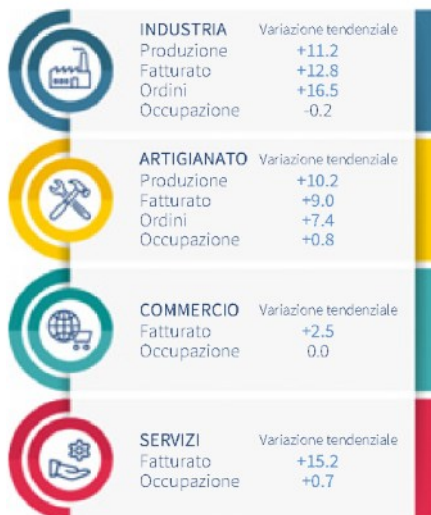 INDUSTRIA Variazione tendenziale
Produzione +11.2
Fatturato +12.8
Ordini +16.5
Occupazione -0.2
ARTIGIANATO Variazione tendenziale
Produzione +10.2
Fatturato +9.0
Ordini +7.4
Occupazione +0.8
COMMERCIO Variazione tendenziale
Fatturato +2.5
Occupazione 0.0
SERVIZI Variazione tendenziale
Fatturato +15.2
Occupazione +0.7